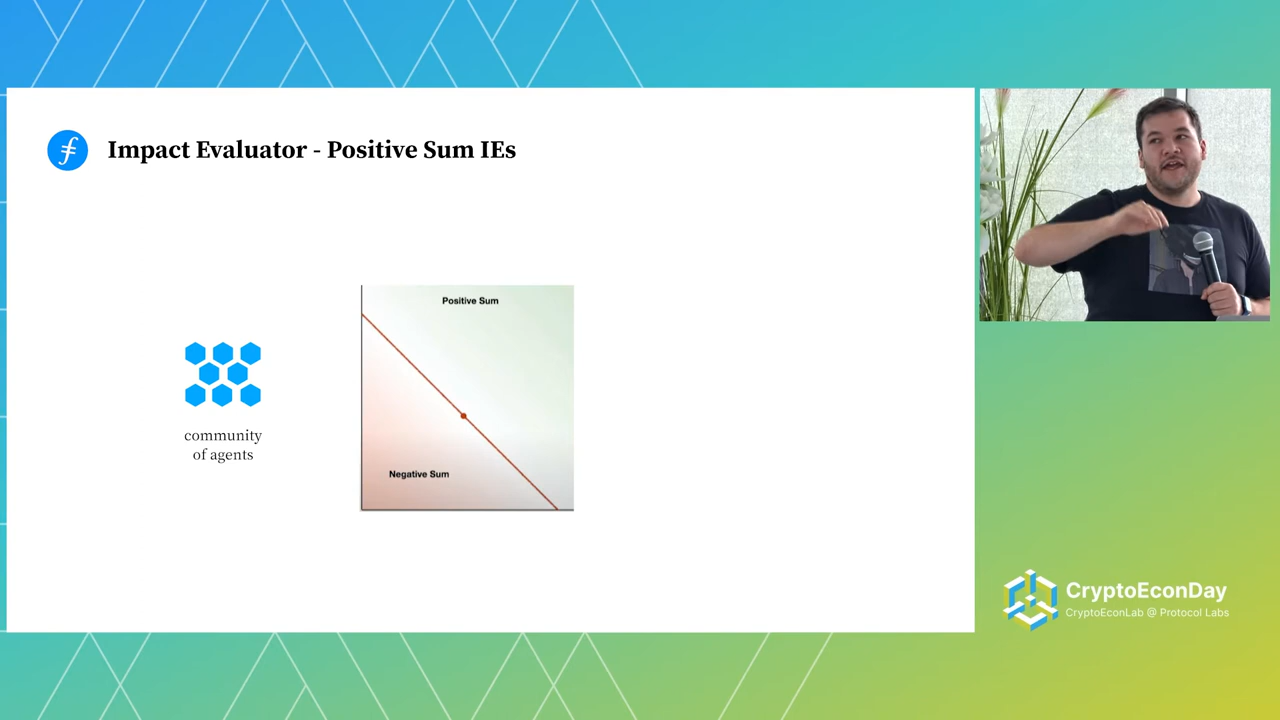 Impact Evaluator - Positive Sum IEs
Positive Sum
community
of agents
Negative Sum
CryptoEconDay
CryptoEconLab @ Protocol Labs